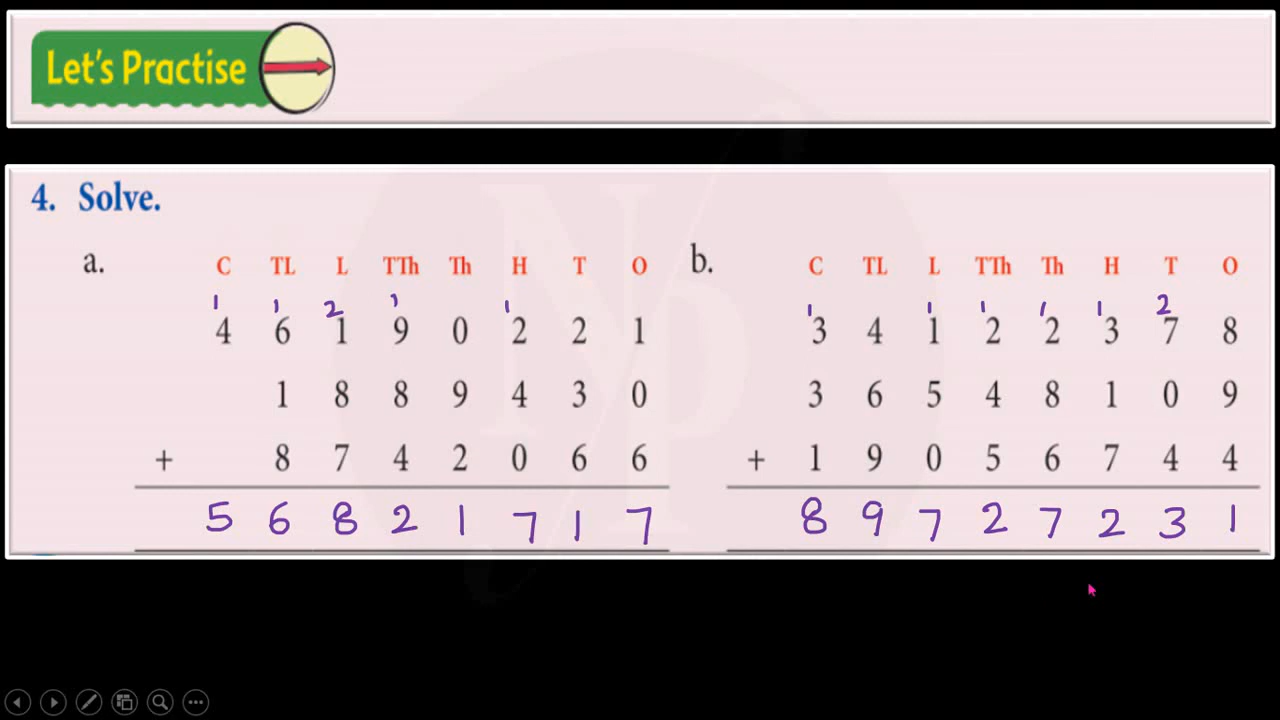 Let's Practise
4. Solve.
a. C TL L TTh Th H T O
1 1 2 1 1
4 6 1 9 0 2 2 1
1 8 8 9 4 3 0
+ 8 7 4 2 0 6 6
5 6 8 2 1 7 1 7
b. C TL L TTh Th H T O
1 1 1 1 1 2
3 4 1 2 2 3 7 8
3 6 5 4 8 1 0 9
+ 1 9 0 5 6 7 4 4
8 9 7 2 7 2 3 1